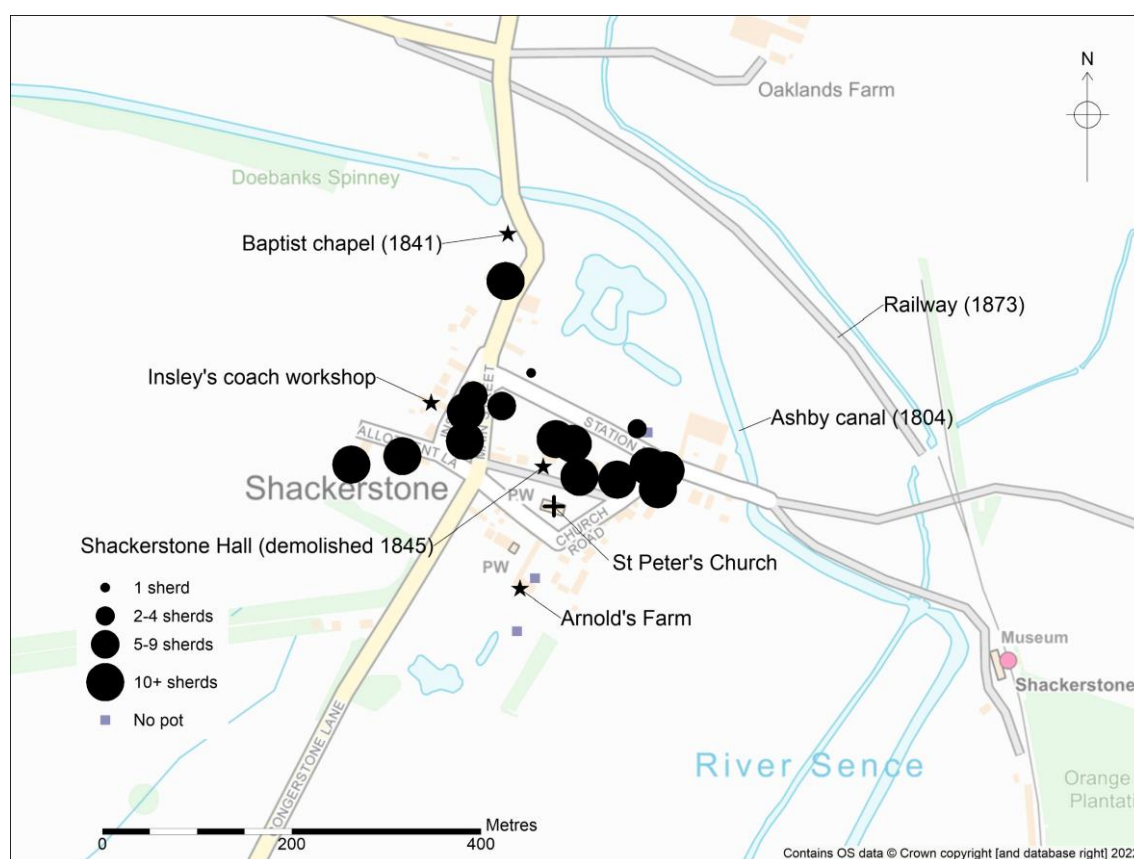 N
Oaklands Farm
Doebanks Spinney
Baptist chapel (1841)
Railway (1873)
Insley's coach workshop
Ashby canal (1804)
STATION
ALLOTMENT LA
Shackerstone
PW
CHURCH
ROAD
Shackerstone Hall (demolished 1845)
PW
St Peter's Church
Arnold's Farm
1 sherd
2-4 sherds
5-9 sherds
10+ sherds
No pot
Museum
Shackerstone
River Sence
Orange
Plantati
Metres
0
200
400
Contains OS data © Crown copyright [and database right] 202